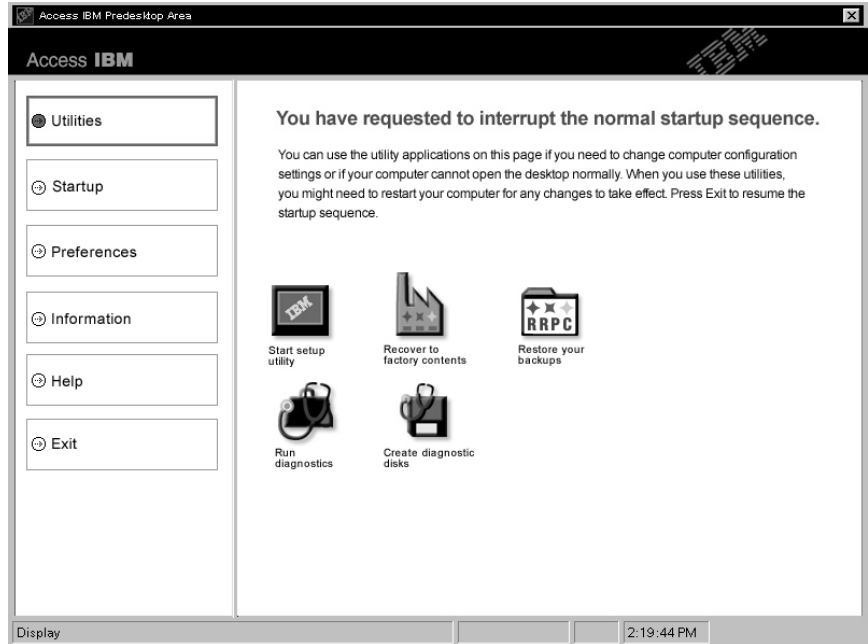 Access IBM Predesktop Area
Access IBM
IBM
Utilities
Startup
Preferences
Information
Help
Exit
You have requested to interrupt the normal startup sequence.
You can use the utility applications on this page if you need to change computer configuration
settings or if your computer cannot open the desktop normally. When you use these utilities,
you might need to restart your computer for any changes to take effect. Press Exit to resume the
startup sequence.
IBM
Start setup
utility
Recover to
factory contents
RRPC
Restore your
backups
Run
diagnostics
Create diagnostic
disks
Display
2:19:44 PM